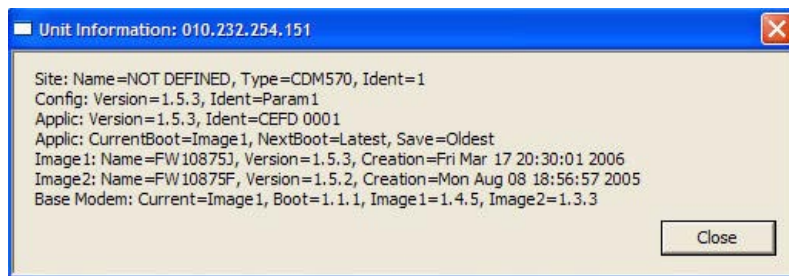 Unit Information: 010.232.254.151
Site: Name=NOT DEFINED, Type=CDM570, Ident=1
Config: Version=1.5.3, Ident=Param1
Applic: Version=1.5.3, Ident=CEFD 0001
Applic: CurrentBoot=Image1, NextBoot=Latest, Save=Oldest
Image1: Name=FW10875J, Version=1.5.3, Creation=Fri Mar 17 20:30:01 2006
Image2: Name=FW10875F, Version=1.5.2, Creation=Mon Aug 08 18:56:57 2005
Base Modem: Current=Image1, Boot=1.1.1, Image1=1.4.5, Image2=1.3.3
Close